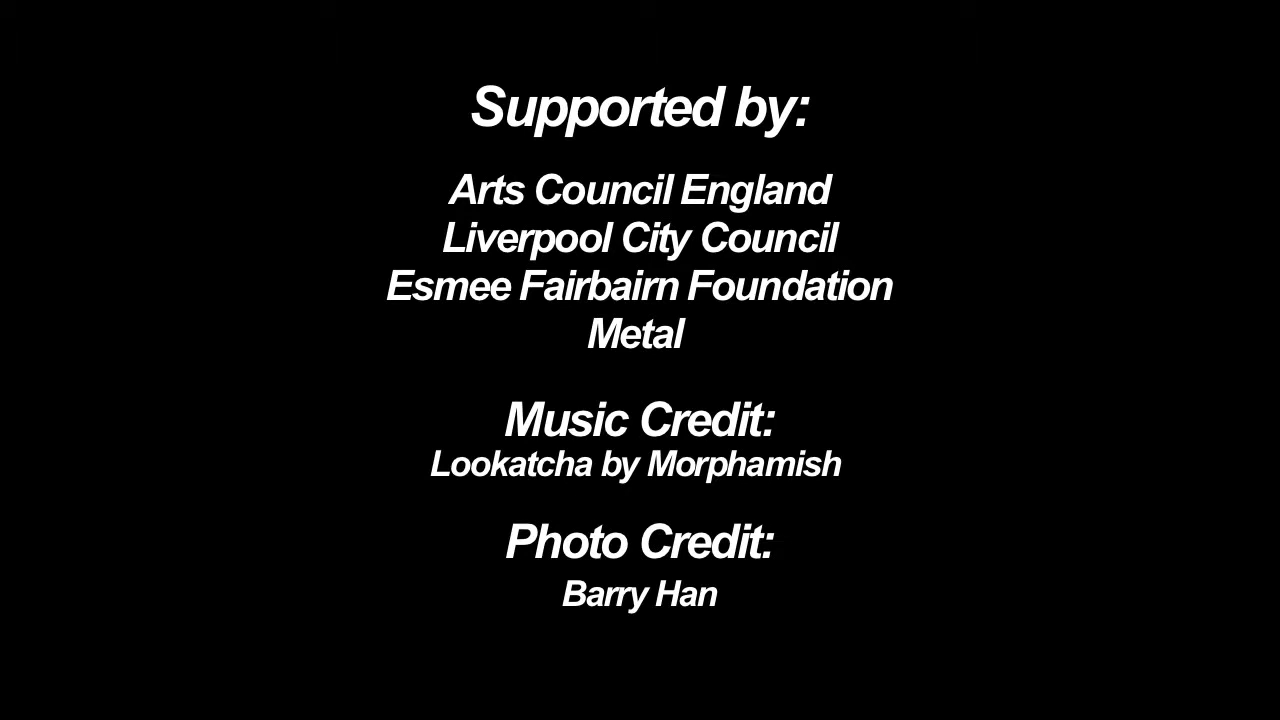 Supported by:
Arts Council England
Liverpool City Council
Esmee Fairbairn Foundation
Metal
Music Credit:
Lookatcha by Morphamish
Photo Credit:
Barry Han